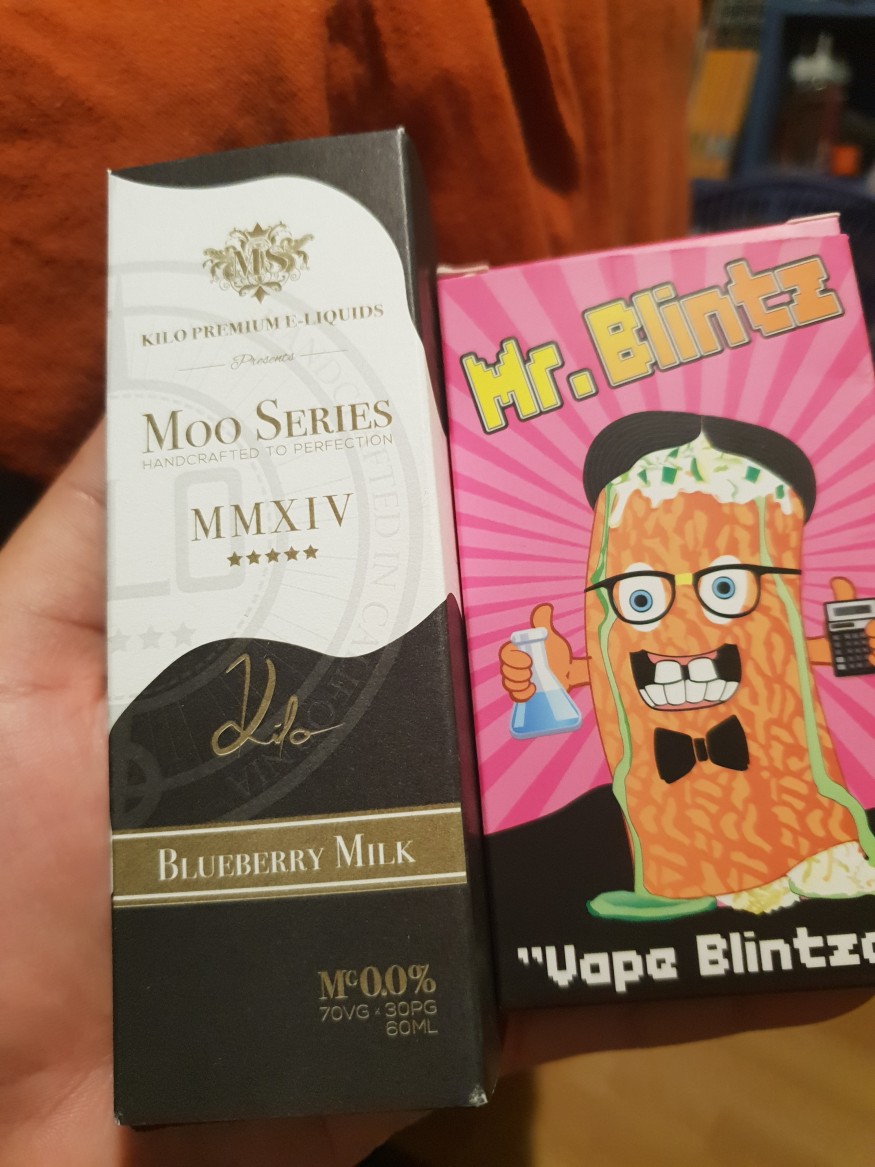 MS
KILO PREMIUM E-LIQUIDS
Presents
MOO SERIES
HANDCRAFTED TO PERFECTION
MMXIV
Kilo
BLUEBERRY MILK
Mᶜ0.0%
70VG x 30PG
60ML
Mr. Blintz
"Vape Blintz